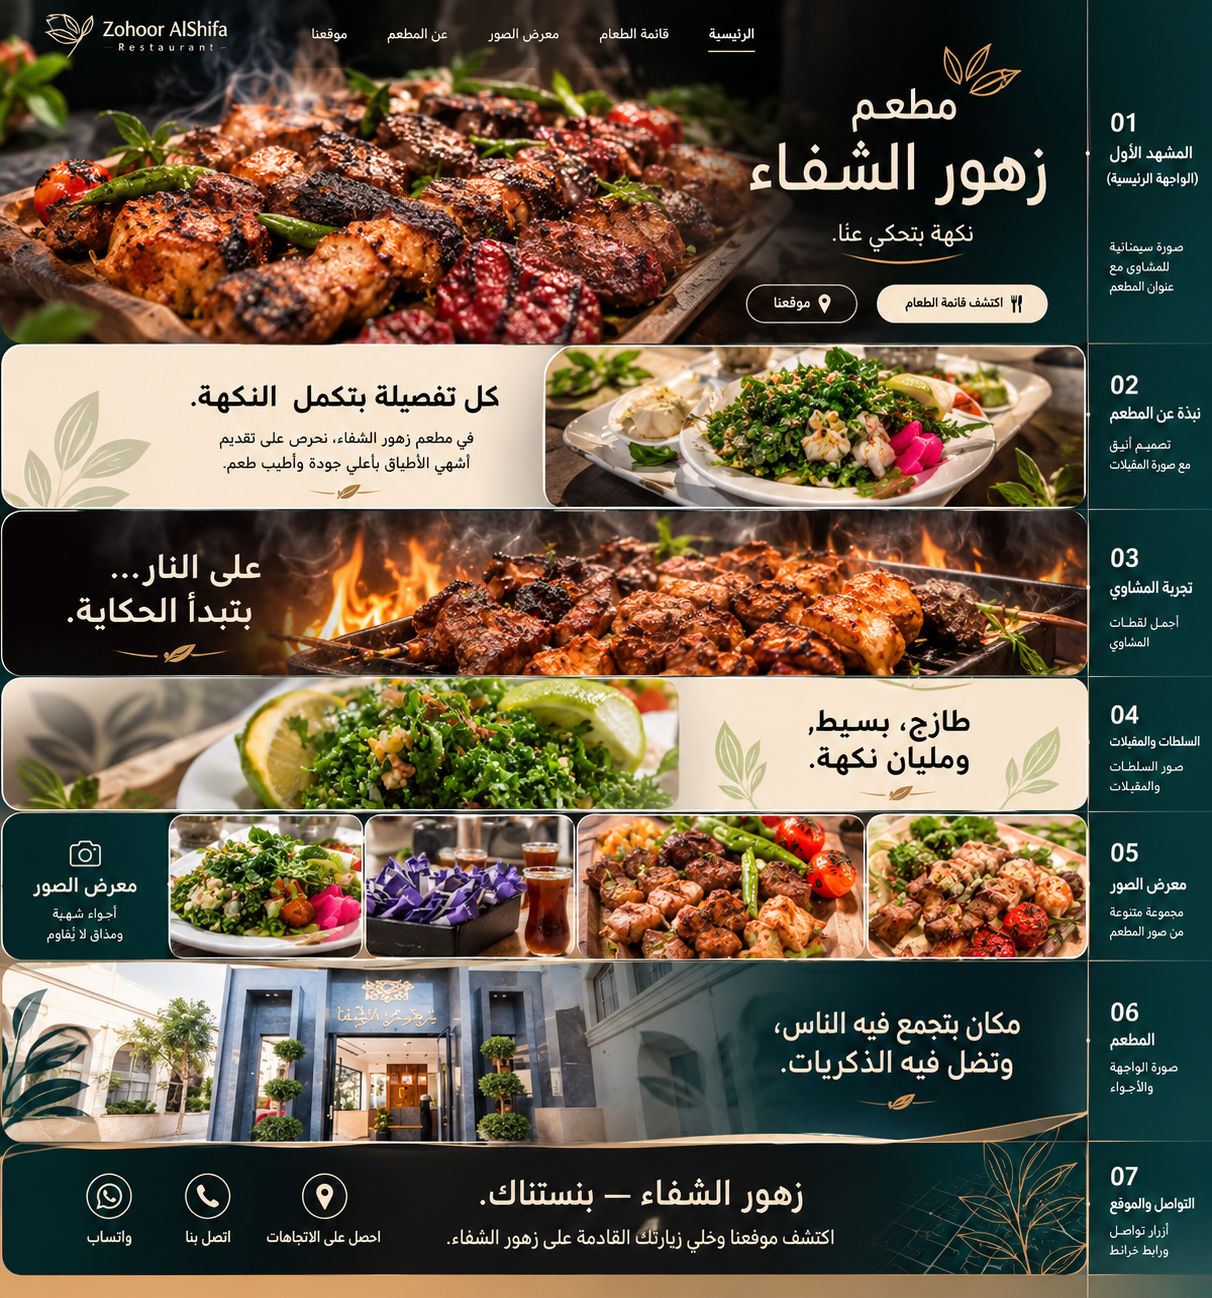 Zohoor AlShifa
Restaurant
الرئيسية
قائمة الطعام
معرض الصور
عن المطعم
موقعنا
مطعم
زهور الشفاء
نكهة بتحكي عنّا.
اكتشف قائمة الطعام
موقعنا
01
المشهد الأول
(الواجهة الرئيسية)
صورة سيمنائية
للمشاوي مع
عنوان المطعم
كل تفصيلة بتكمل النكهة.
في مطعم زهور الشفاء، نحرص على تقديم
أشهي الأطياق بأعلي جودة وأطيب طعم.
02
نبذة عن المطعم
تصميم أنيق
مع صورة المقبلات
على النار...
بتبدأ الحكاية.
03
تجربة المشاوي
أجمل لقطات
المشاوي
طازج، بسيط,
ومليان نكهة.
04
السلطات والمقبلات
صور السلطات
والمقبلات
معرض الصور
أجواء شهية
ومذاق لا يُقاوم
05
معرض الصور
مجموعة متنوعة
من صور المطعم
مكان بتجمع فيه الناس،
وتضل فيه الذكريات.
06
المطعم
صورة الواجهة
والأجواء
زهور الشفاء — بنستناك.
اكتشف موقعنا وخلي زيارتك القادمة على زهور الشفاء.
احصل على الاتجاهات
اتصل بنا
واتساب
07
التواصل والموقع
أزرار تواصل
ورابط خرائط